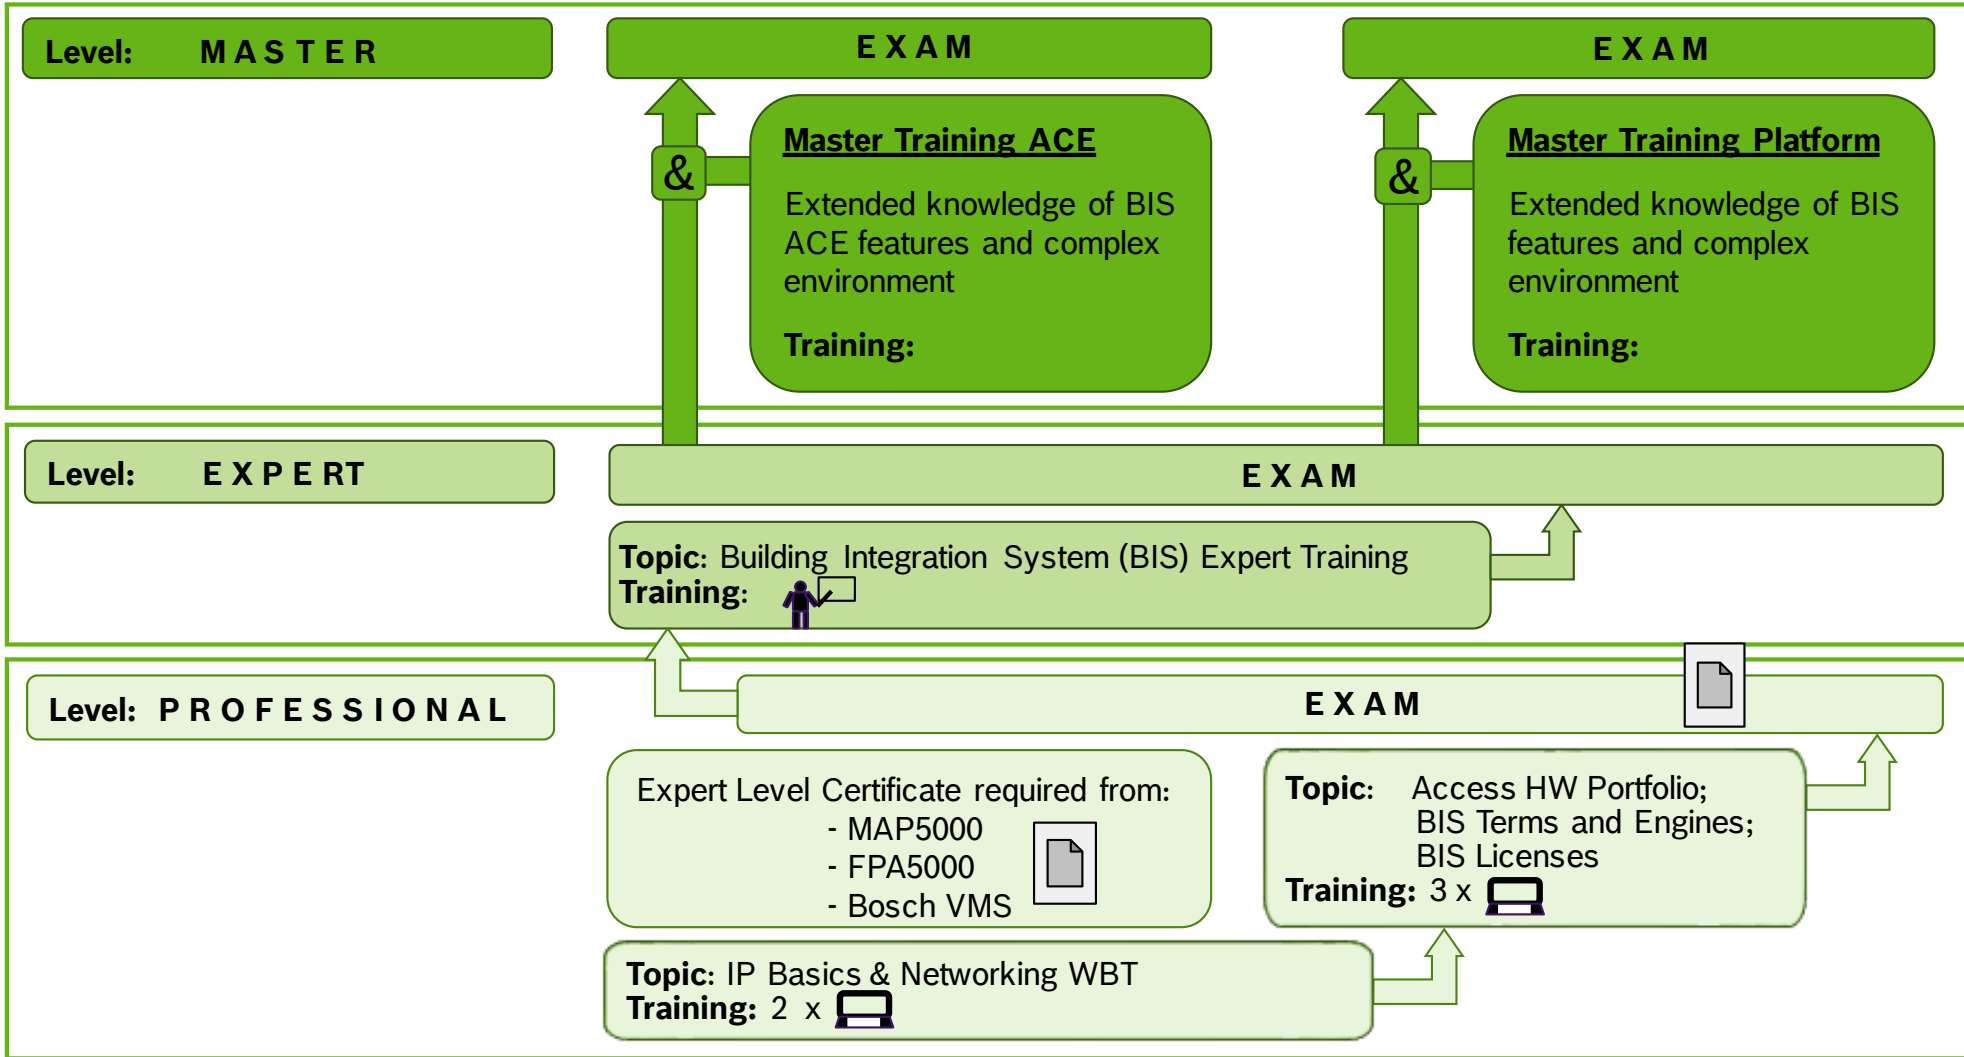 Level: MASTER
EXAM
EXAM
&
Master Training ACE
Extended knowledge of BIS
ACE features and complex
environment
Training:
&
Master Training Platform
Extended knowledge of BIS
features and complex
environment
Training:
Level: EXPERT
EXAM
Topic: Building Integration System (BIS) Expert Training
Training:
Level: PROFESSIONAL
EXAM
Expert Level Certificate required from:
- MAP5000
- FPA5000
- Bosch VMS
Topic: Access HW Portfolio;
BIS Terms and Engines;
BIS Licenses
Training: 3 x
Topic: IP Basics & Networking WBT
Training: 2 x